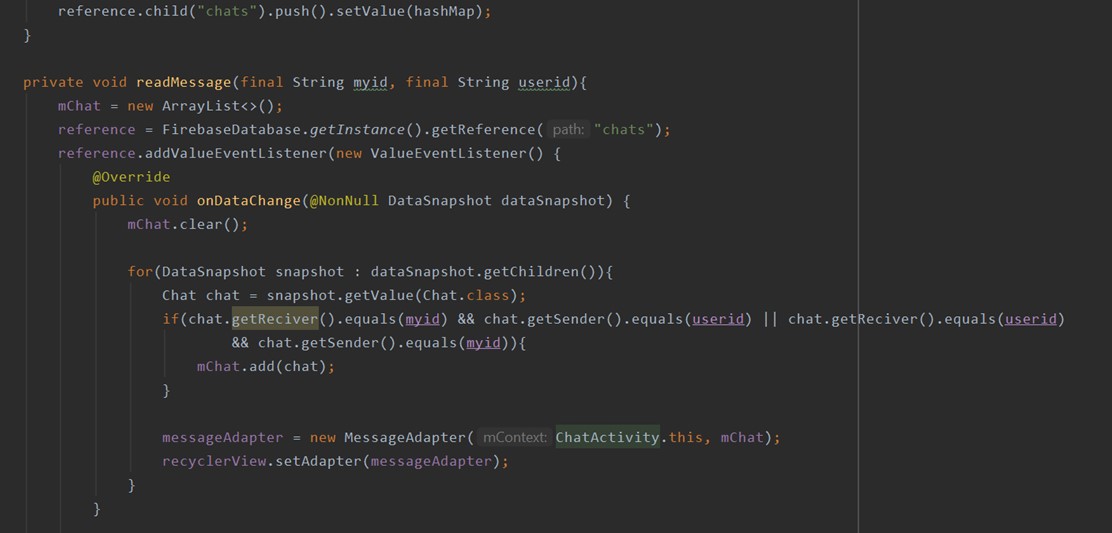 reference.child("chats").push().setValue(hashMap);
}
private void readMessage(final String myid, final String userid){
mChat = new ArrayList<>();
reference = FirebaseDatabase.getInstance().getReference( path: "chats");
reference.addValueEventListener(new ValueEventListener() {
@Override
public void onDataChange(@NonNull DataSnapshot dataSnapshot) {
mChat.clear();
for(DataSnapshot snapshot : dataSnapshot.getChildren()){
Chat chat = snapshot.getValue(Chat.class);
if(chat.getReciver().equals(myid) && chat.getSender().equals(userid) || chat.getReciver().equals(userid)
&& chat.getSender().equals(myid)){
mChat.add(chat);
}
messageAdapter = new MessageAdapter( mContext: ChatActivity.this, mChat);
recyclerView.setAdapter(messageAdapter);
}
}